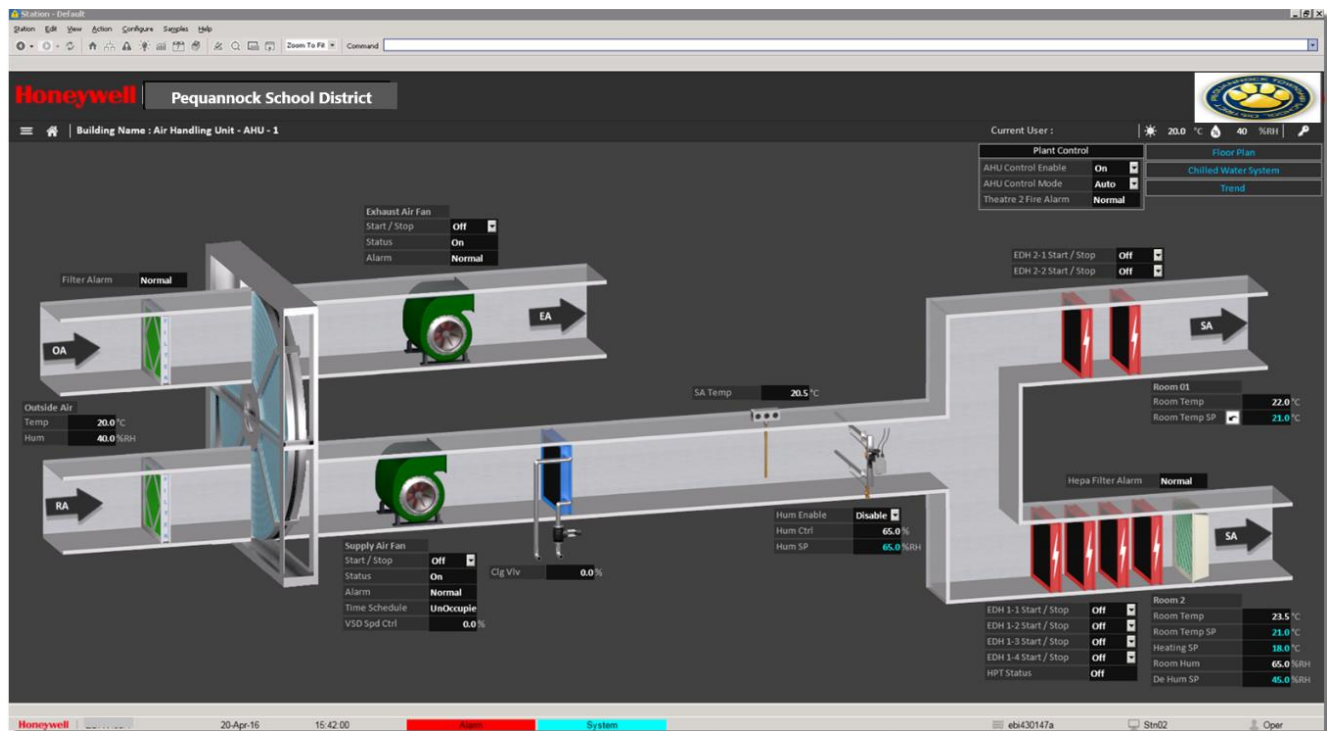 Station - Default
Station Edit View Action Configure Samples Help
Zoom To Fit Command
Honeywell Pequannock School District
Building Name : Air Handling Unit - AHU - 1
Current User : 20.0 °C 40 %RH
Plant Control
AHU Control Enable On
AHU Control Mode Auto
Theatre 2 Fire Alarm Normal
Floor Plan
Chilled Water System
Trend
Exhaust Air Fan
Start / Stop Off
Status On
Alarm Normal
EDH 2-1 Start / Stop Off
EDH 2-2 Start / Stop Off
Filter Alarm Normal
OA
EA
SA
Outside Air
Temp 20.0 °C
Hum 40.0 %RH
SA Temp 20.5 °C
Room 01
Room Temp 22.0 °C
Room Temp SP 21.0 °C
RA
Hepa Filter Alarm Normal
SA
Hum Enable Disable
Hum Ctrl 65.0 %
Hum SP 65.0 %RH
Supply Air Fan
Start / Stop Off
Status On
Alarm Normal
Time Schedule UnOccupie
VSD Spd Ctrl 0.0 %
Clg Vlv 0.0 %
EDH 1-1 Start / Stop Off
EDH 1-2 Start / Stop Off
EDH 1-3 Start / Stop Off
EDH 1-4 Start / Stop Off
HPT Status Off
Room 2
Room Temp 23.5 °C
Room Temp SP 21.0 °C
Heating SP 18.0 °C
Room Hum 65.0 %RH
De Hum SP 45.0 %RH
Honeywell 20-Apr-16 15:42:00 Alarm System ebi430147a Stn02 Oper